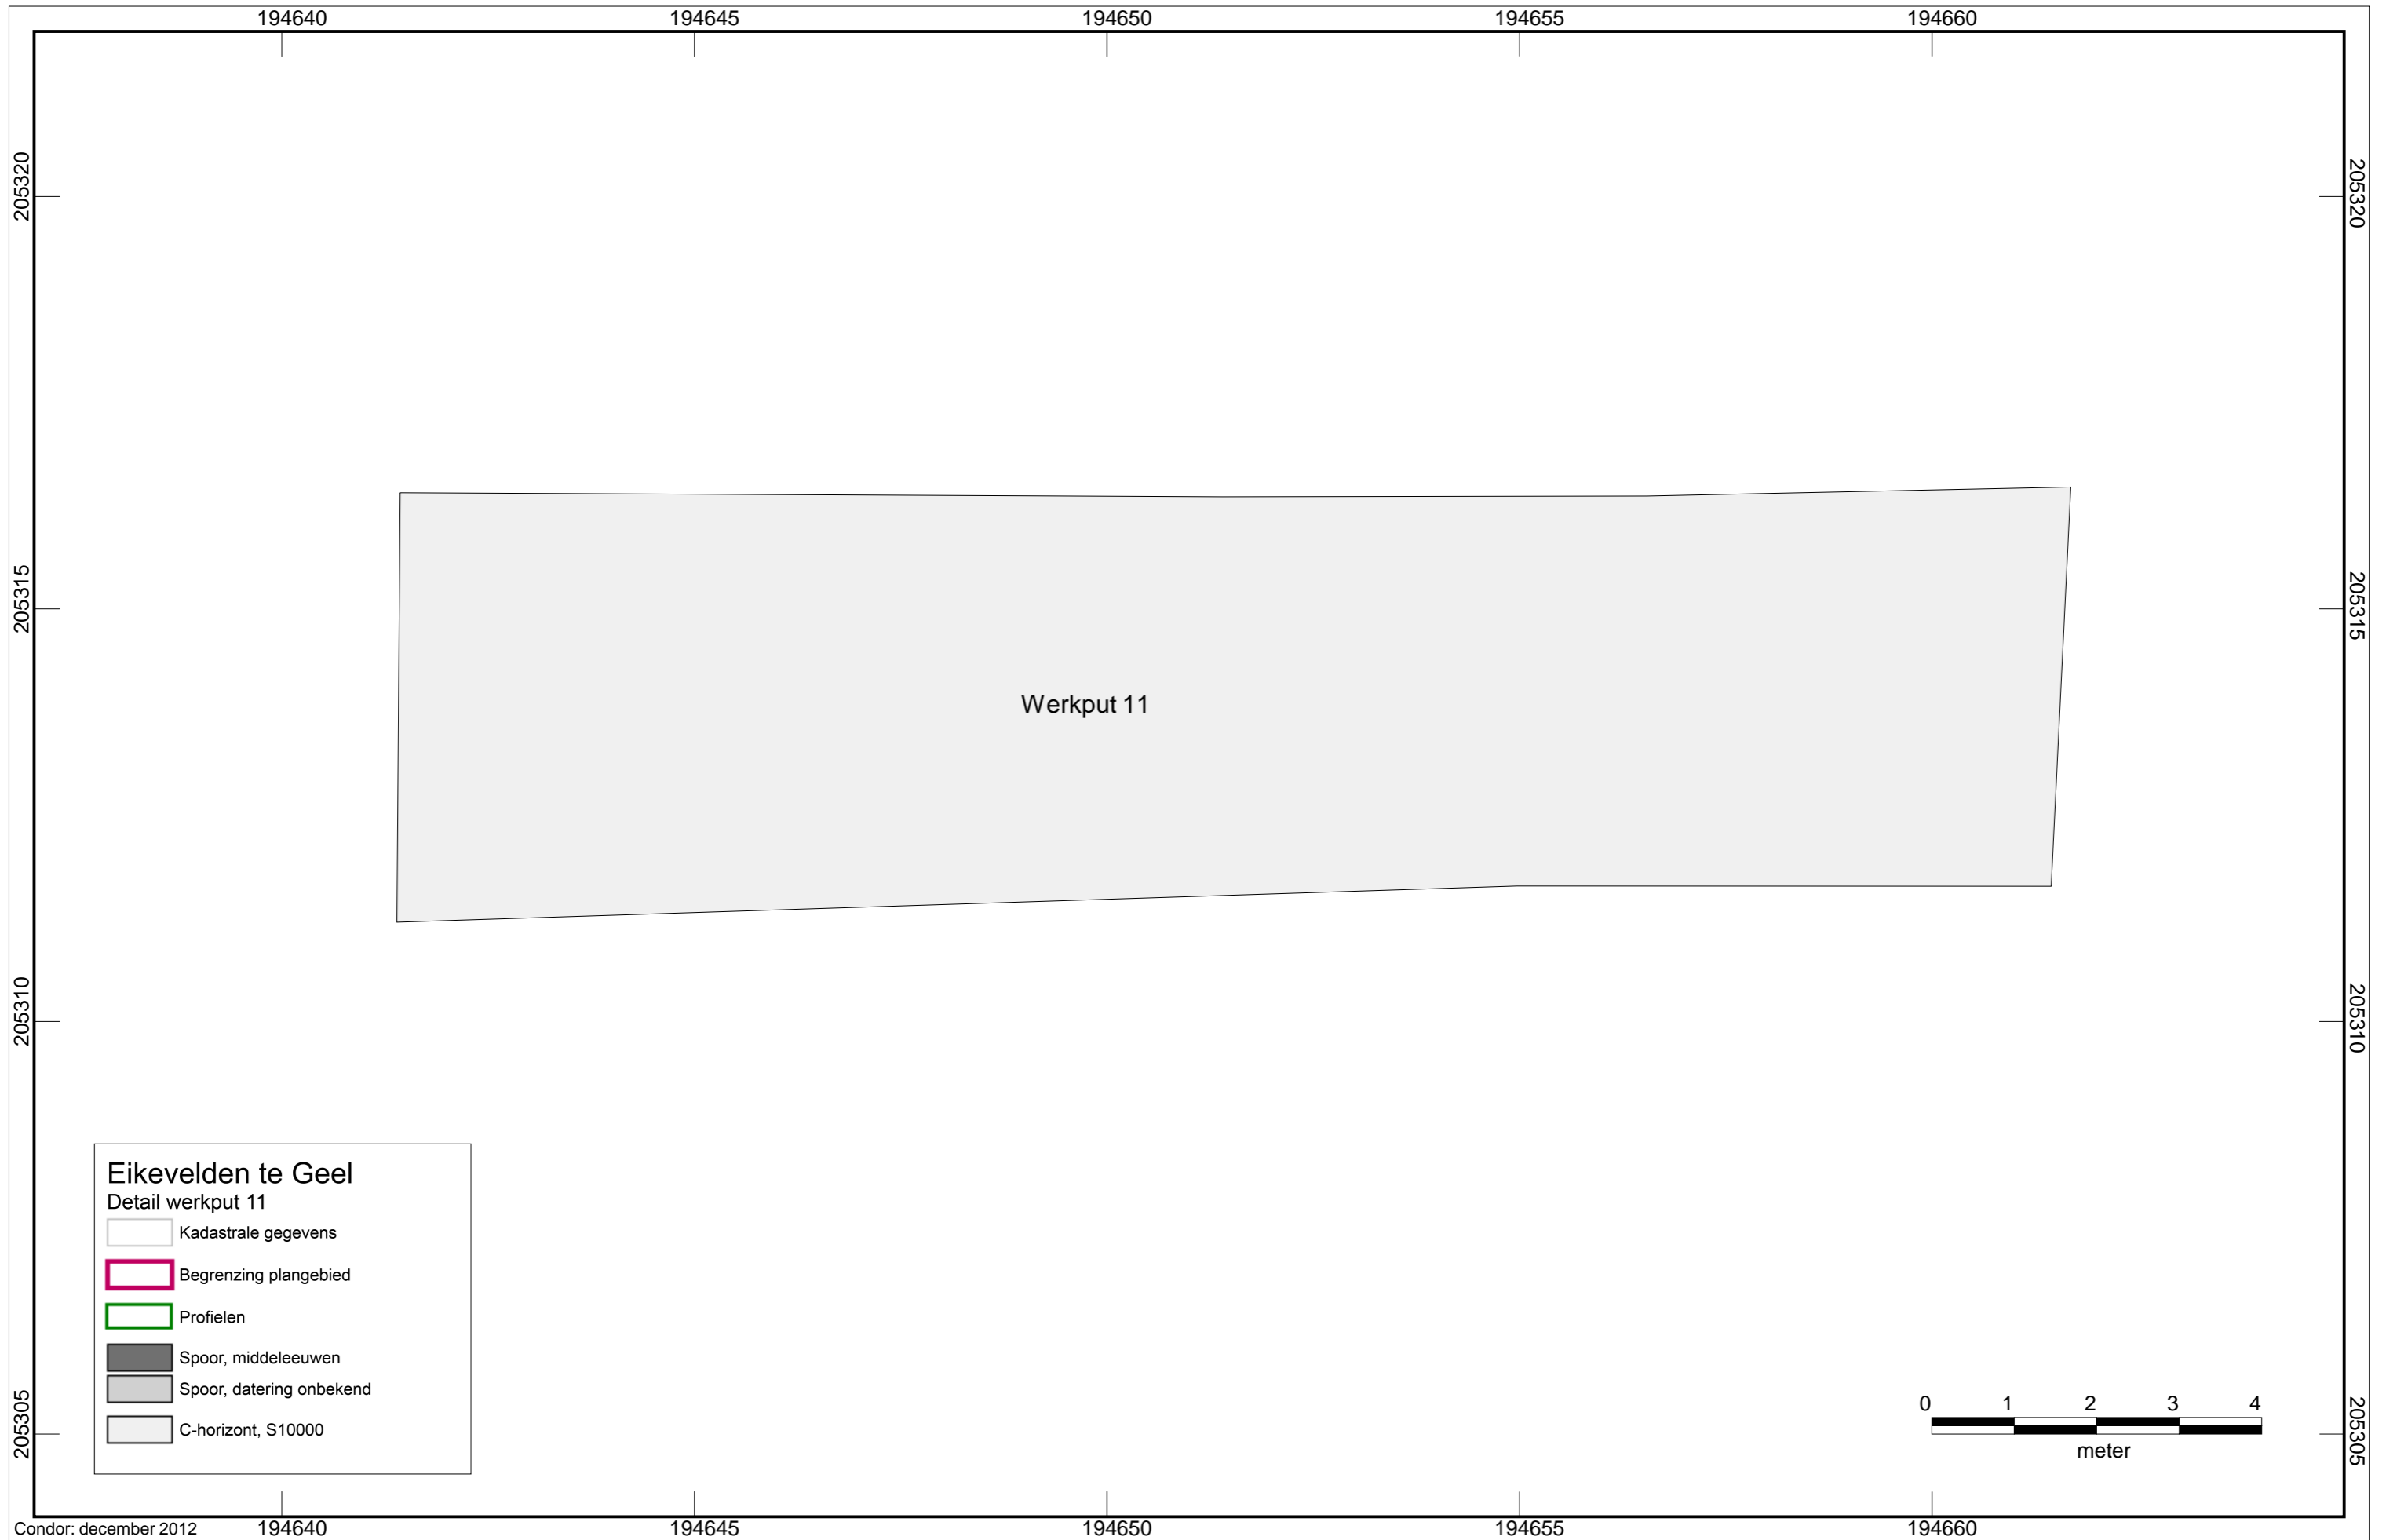 194640 194645 194650 194655 194660
205320 205320
205315 205315
Werkput 11
205310 205310
Eikevelden te Geel
Detail werkput 11
Kadastrale gegevens
Begrenzing plangebied
Profielen
Spoor, middeleeuwen
Spoor, datering onbekend
C-horizont, S10000
205305 205305
0 1 2 3 4
meter
Condor: december 2012
194640 194645 194650 194655 194660